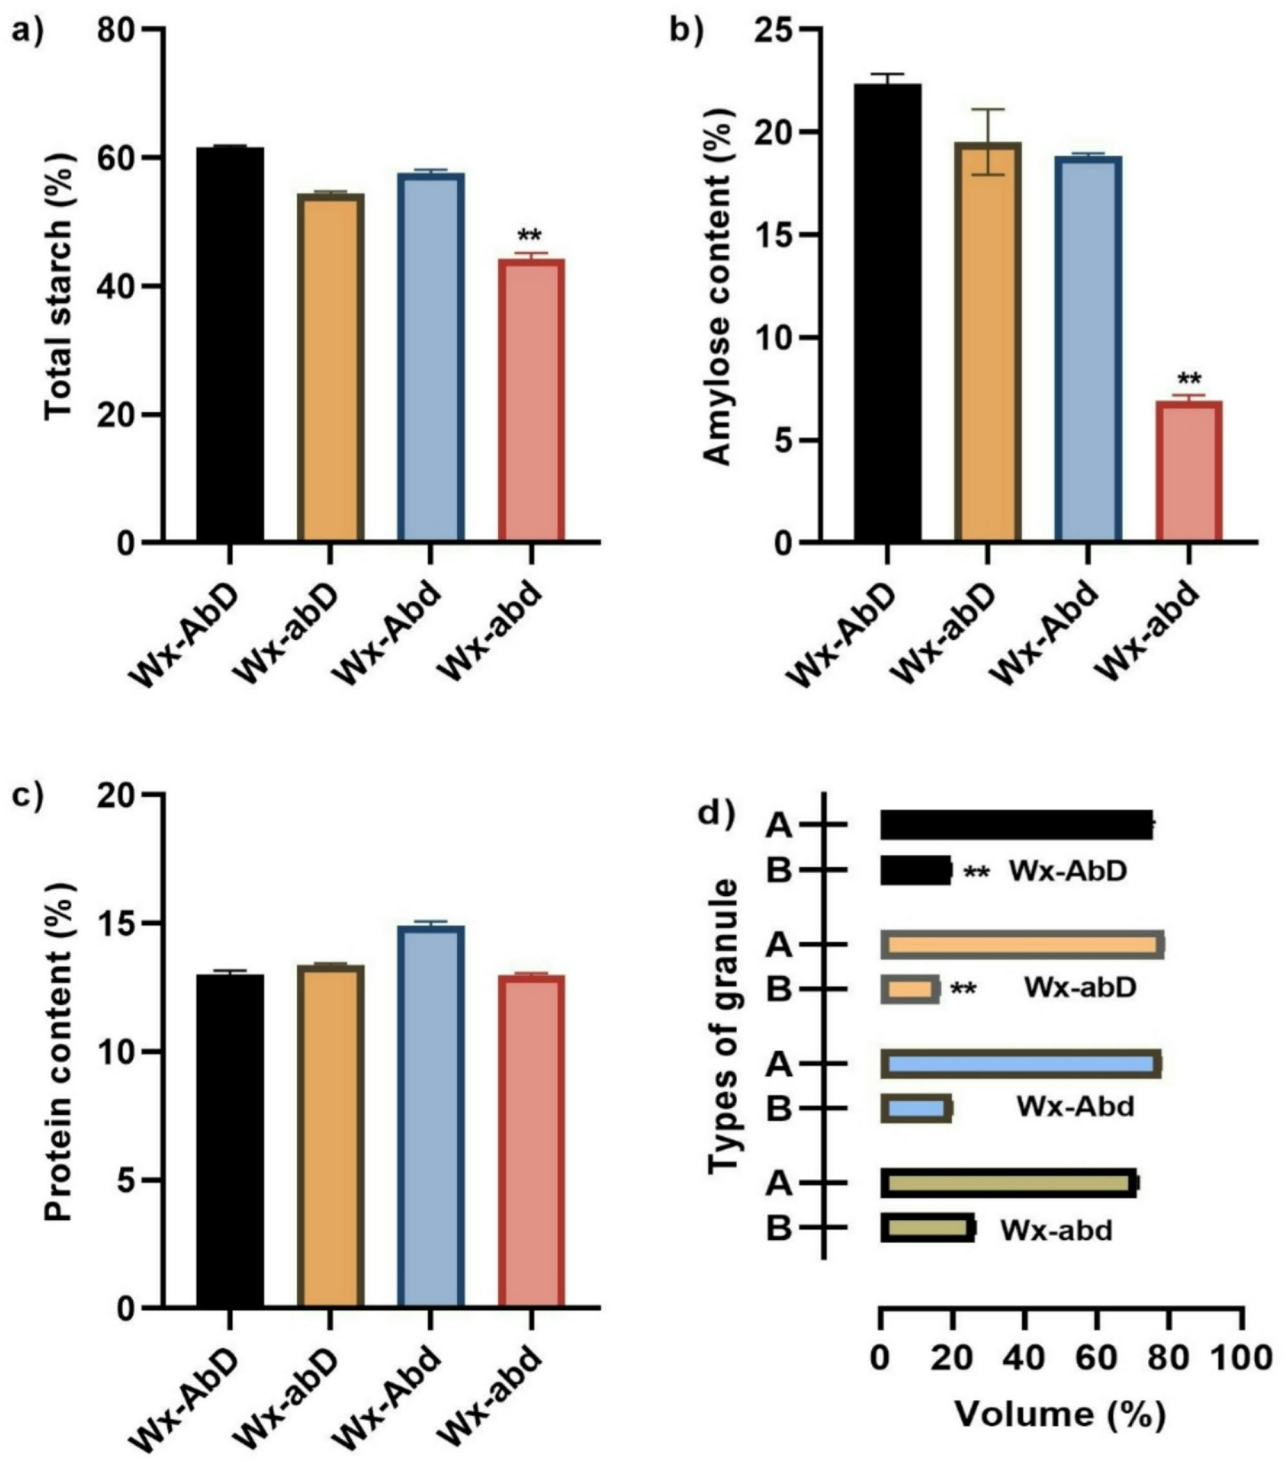 a)
80
60
40
20
0
Total starch (%)
**
Wx-AbD
Wx-abD
Wx-Abd
Wx-abd
b)
25
20
15
10
5
0
Amylose content (%)
**
Wx-AbD
Wx-abD
Wx-Abd
Wx-abd
c)
20
15
10
5
0
Protein content (%)
Wx-AbD
Wx-abD
Wx-Abd
Wx-abd
d)
Types of granule
A
B ** Wx-AbD
A
B ** Wx-abD
A
B Wx-Abd
A
B Wx-abd
0 20 40 60 80 100
Volume (%)